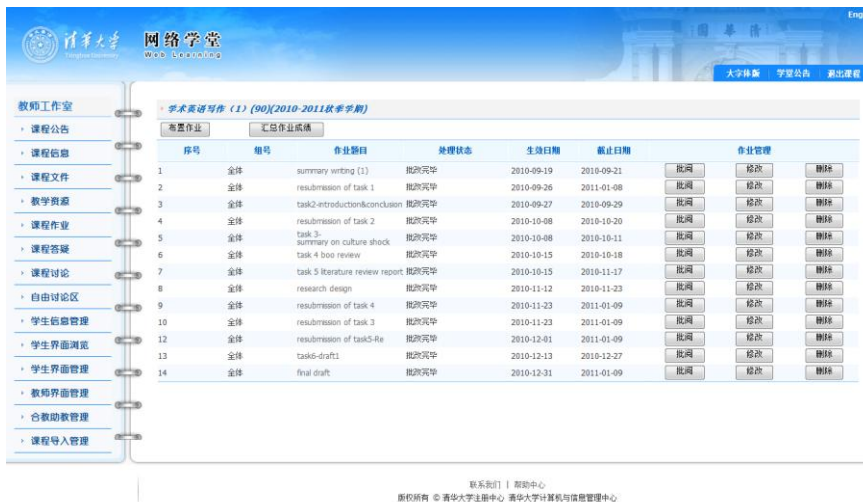 Eng
清华大学
Tsinghua University
网络学堂
Web Learning
大字体版 学堂公告 退出课程
教师工作室
课程公告
课程信息
课程文件
教学资源
课程作业
课程答疑
课程讨论
自由讨论区
学生信息管理
学生界面浏览
学生界面管理
教师界面管理
合教助教管理
课程导入管理
学术英语写作（1）(90)(2010-2011秋季学期)
布置作业 汇总作业成绩
序号 组号 作业题目 处理状态 生效日期 截止日期 作业管理
1 全体 summary writing (1) 批改完毕 2010-09-19 2010-09-21 批阅 修改 删除
2 全体 resubmission of task 1 批改完毕 2010-09-26 2011-01-08 批阅 修改 删除
3 全体 task2-introduction&conclusion 批改完毕 2010-09-27 2010-09-29 批阅 修改 删除
4 全体 resubmission of task 2 批改完毕 2010-10-08 2010-10-20 批阅 修改 删除
5 全体 task 3-
summary on culture shock 批改完毕 2010-10-08 2010-10-11 批阅 修改 删除
6 全体 task 4 boo review 批改完毕 2010-10-15 2010-10-18 批阅 修改 删除
7 全体 task 5 literature review report 批改完毕 2010-10-15 2010-11-17 批阅 修改 删除
8 全体 research design 批改完毕 2010-11-12 2010-11-23 批阅 修改 删除
9 全体 resubmission of task 4 批改完毕 2010-11-23 2011-01-09 批阅 修改 删除
10 全体 resubmission of task 3 批改完毕 2010-11-23 2011-01-09 批阅 修改 删除
12 全体 resubmission of task5-Re 批改完毕 2010-12-01 2011-01-09 批阅 修改 删除
13 全体 task6-draft1 批改完毕 2010-12-13 2010-12-27 批阅 修改 删除
14 全体 final draft 批改完毕 2010-12-31 2011-01-09 批阅 修改 删除
联系我们 | 帮助中心
版权所有 © 清华大学注册中心 清华大学计算机与信息管理中心